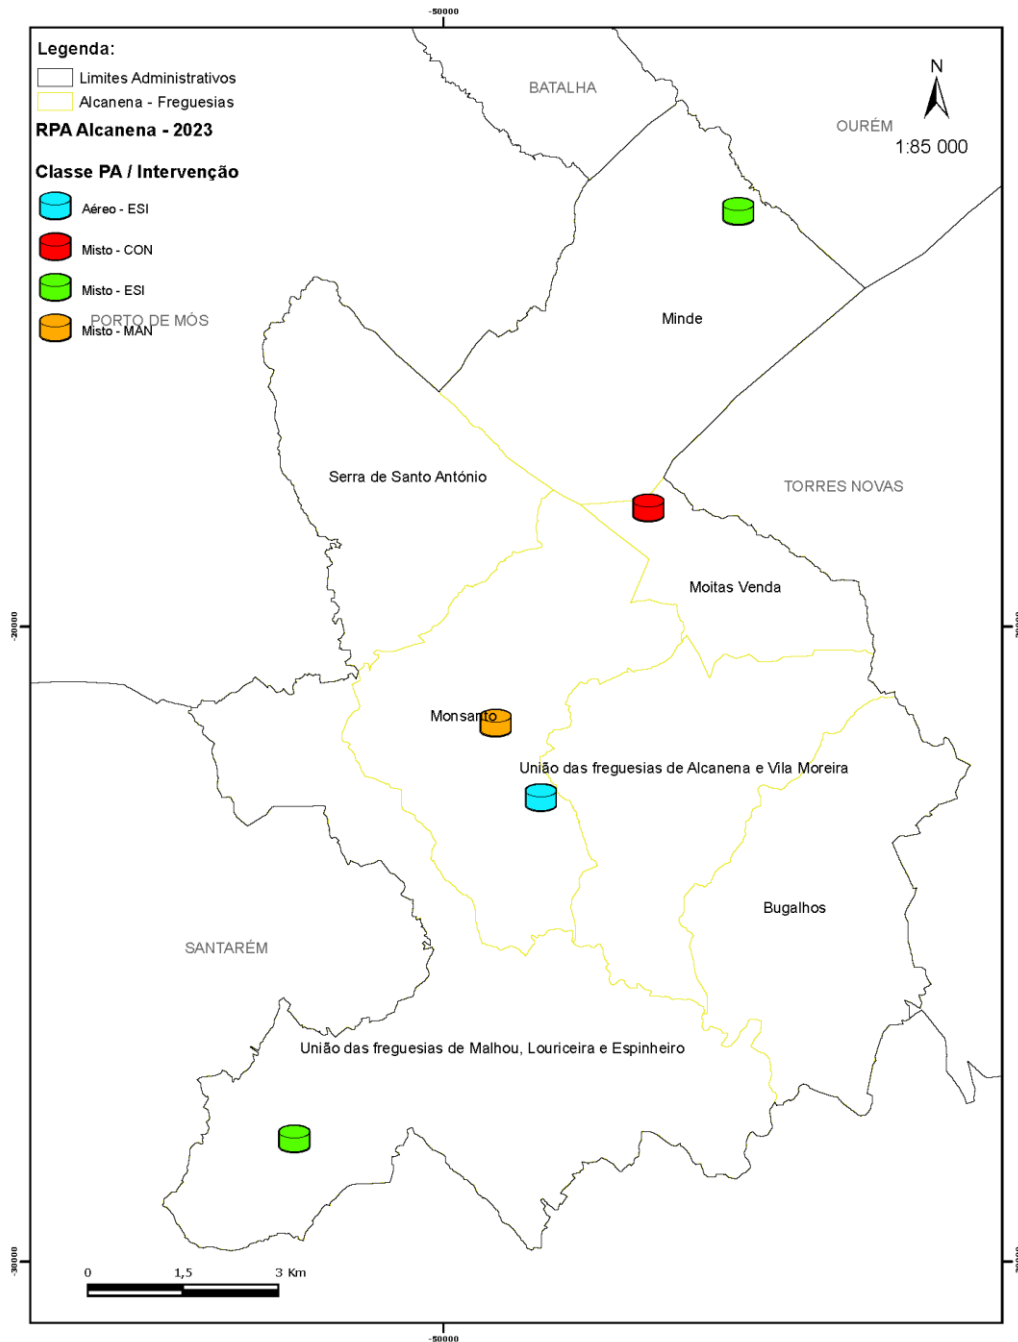 -50000
Legenda:
Limites Administrativos
Alcanena - Freguesias
RPA Alcanena - 2023
Classe PA / Intervenção
Aéreo - ESI
Misto - CON
Misto - ESI
Misto - MAN
BATALHA
N
OURÉM
1:85 000
PORTO DE MÓS
Minde
Serra de Santo António
TORRES NOVAS
Moitas Venda
-20000
-20000
Monsanto
União das freguesias de Alcanena e Vila Moreira
Bugalhos
SANTARÉM
União das freguesias de Malhou, Louriceira e Espinheiro
-30000
-30000
0 1,5 3 Km
-50000